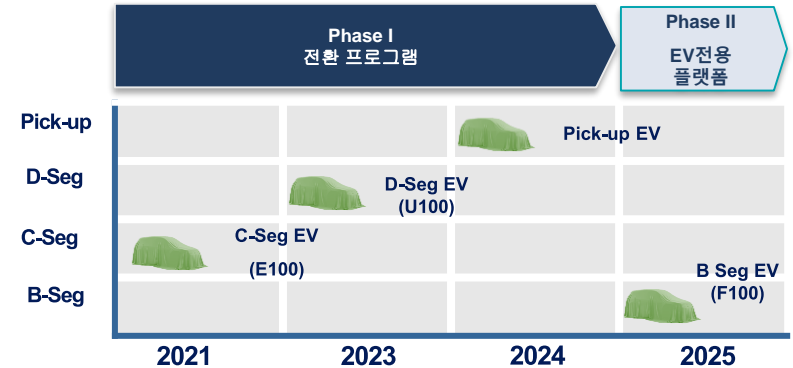 Phase I
전환 프로그램
Phase II
EV전용
플랫폼
Pick-up
Pick-up EV
D-Seg
D-Seg EV
(U100)
C-Seg
C-Seg EV
(E100)
B-Seg
B Seg EV
(F100)
2021
2023
2024
2025